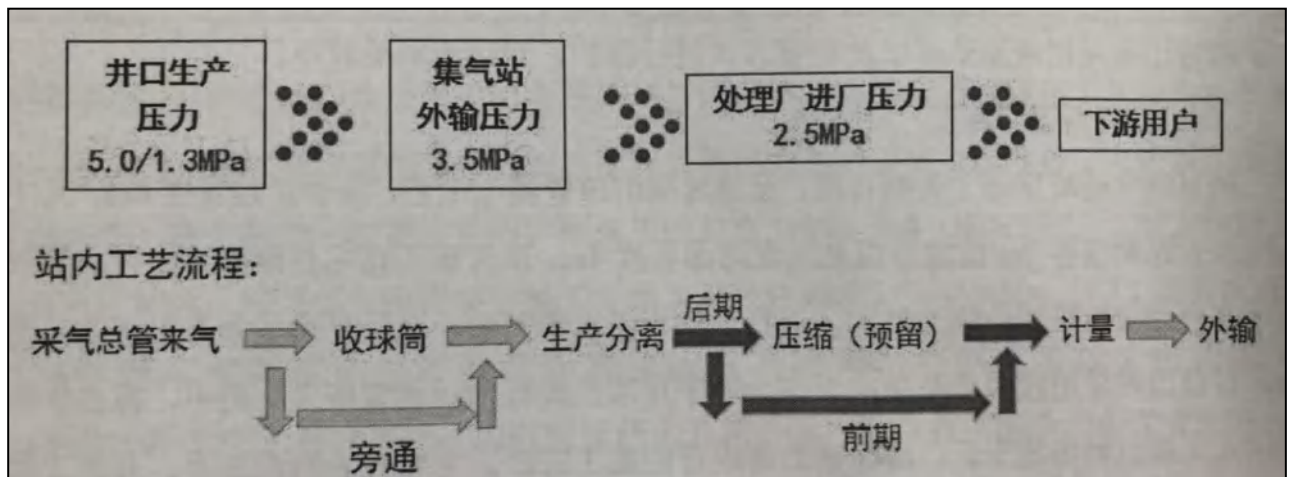 井口生产
压力
5.0/1.3MPa
集气站
外输压力
3.5MPa
处理厂进厂压力
2.5MPa
下游用户
站内工艺流程：
采气总管来气
收球筒
生产分离
后期
压缩（预留）
计量
外输
旁通
前期